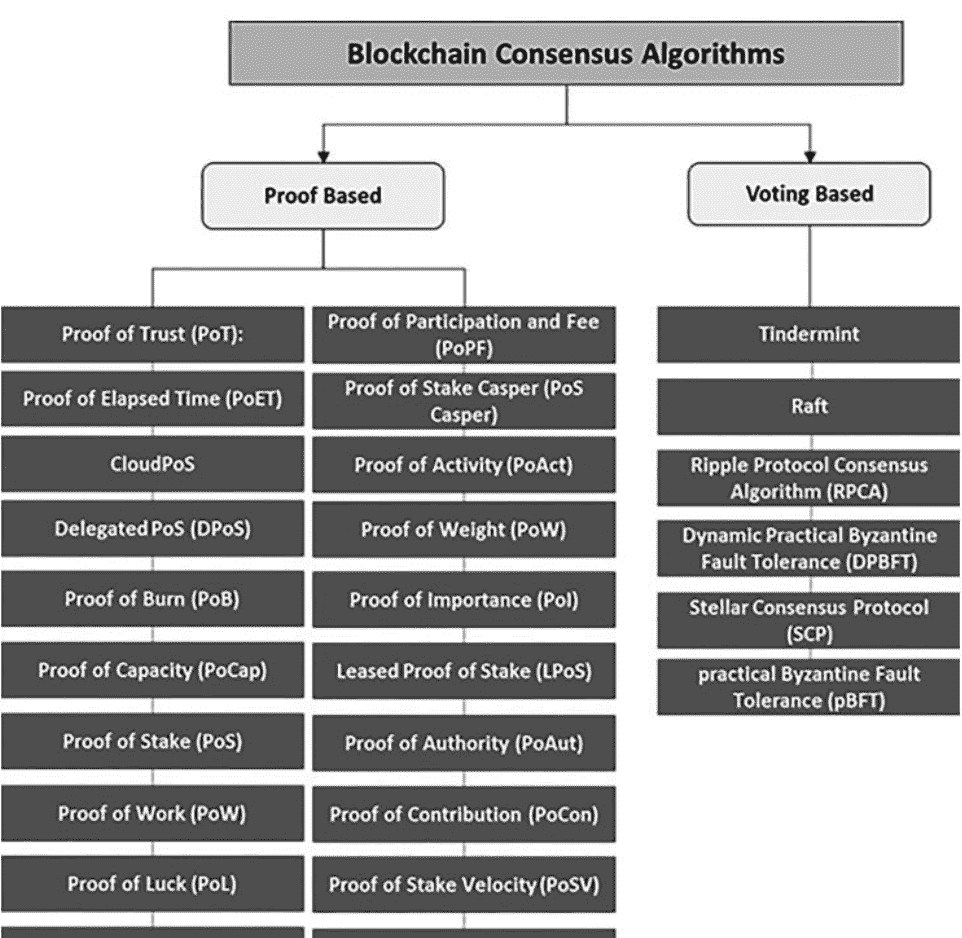 Blockchain Consensus Algorithms
Proof Based
Voting Based
Proof of Trust (PoT):
Proof of Elapsed Time (PoET)
CloudPoS
Delegated PoS (DPoS)
Proof of Burn (PoB)
Proof of Capacity (PoCap)
Proof of Stake (PoS)
Proof of Work (PoW)
Proof of Luck (PoL)
Proof of Participation and Fee
(PoPF)
Proof of Stake Casper (PoS
Casper)
Proof of Activity (PoAct)
Proof of Weight (PoW)
Proof of Importance (PoI)
Leased Proof of Stake (LPoS)
Proof of Authority (PoAut)
Proof of Contribution (PoCon)
Proof of Stake Velocity (PoSV)
Tindermint
Raft
Ripple Protocol Consensus
Algorithm (RPCA)
Dynamic Practical Byzantine
Fault Tolerance (DPBFT)
Stellar Consensus Protocol
(SCP)
practical Byzantine Fault
Tolerance (pBFT)